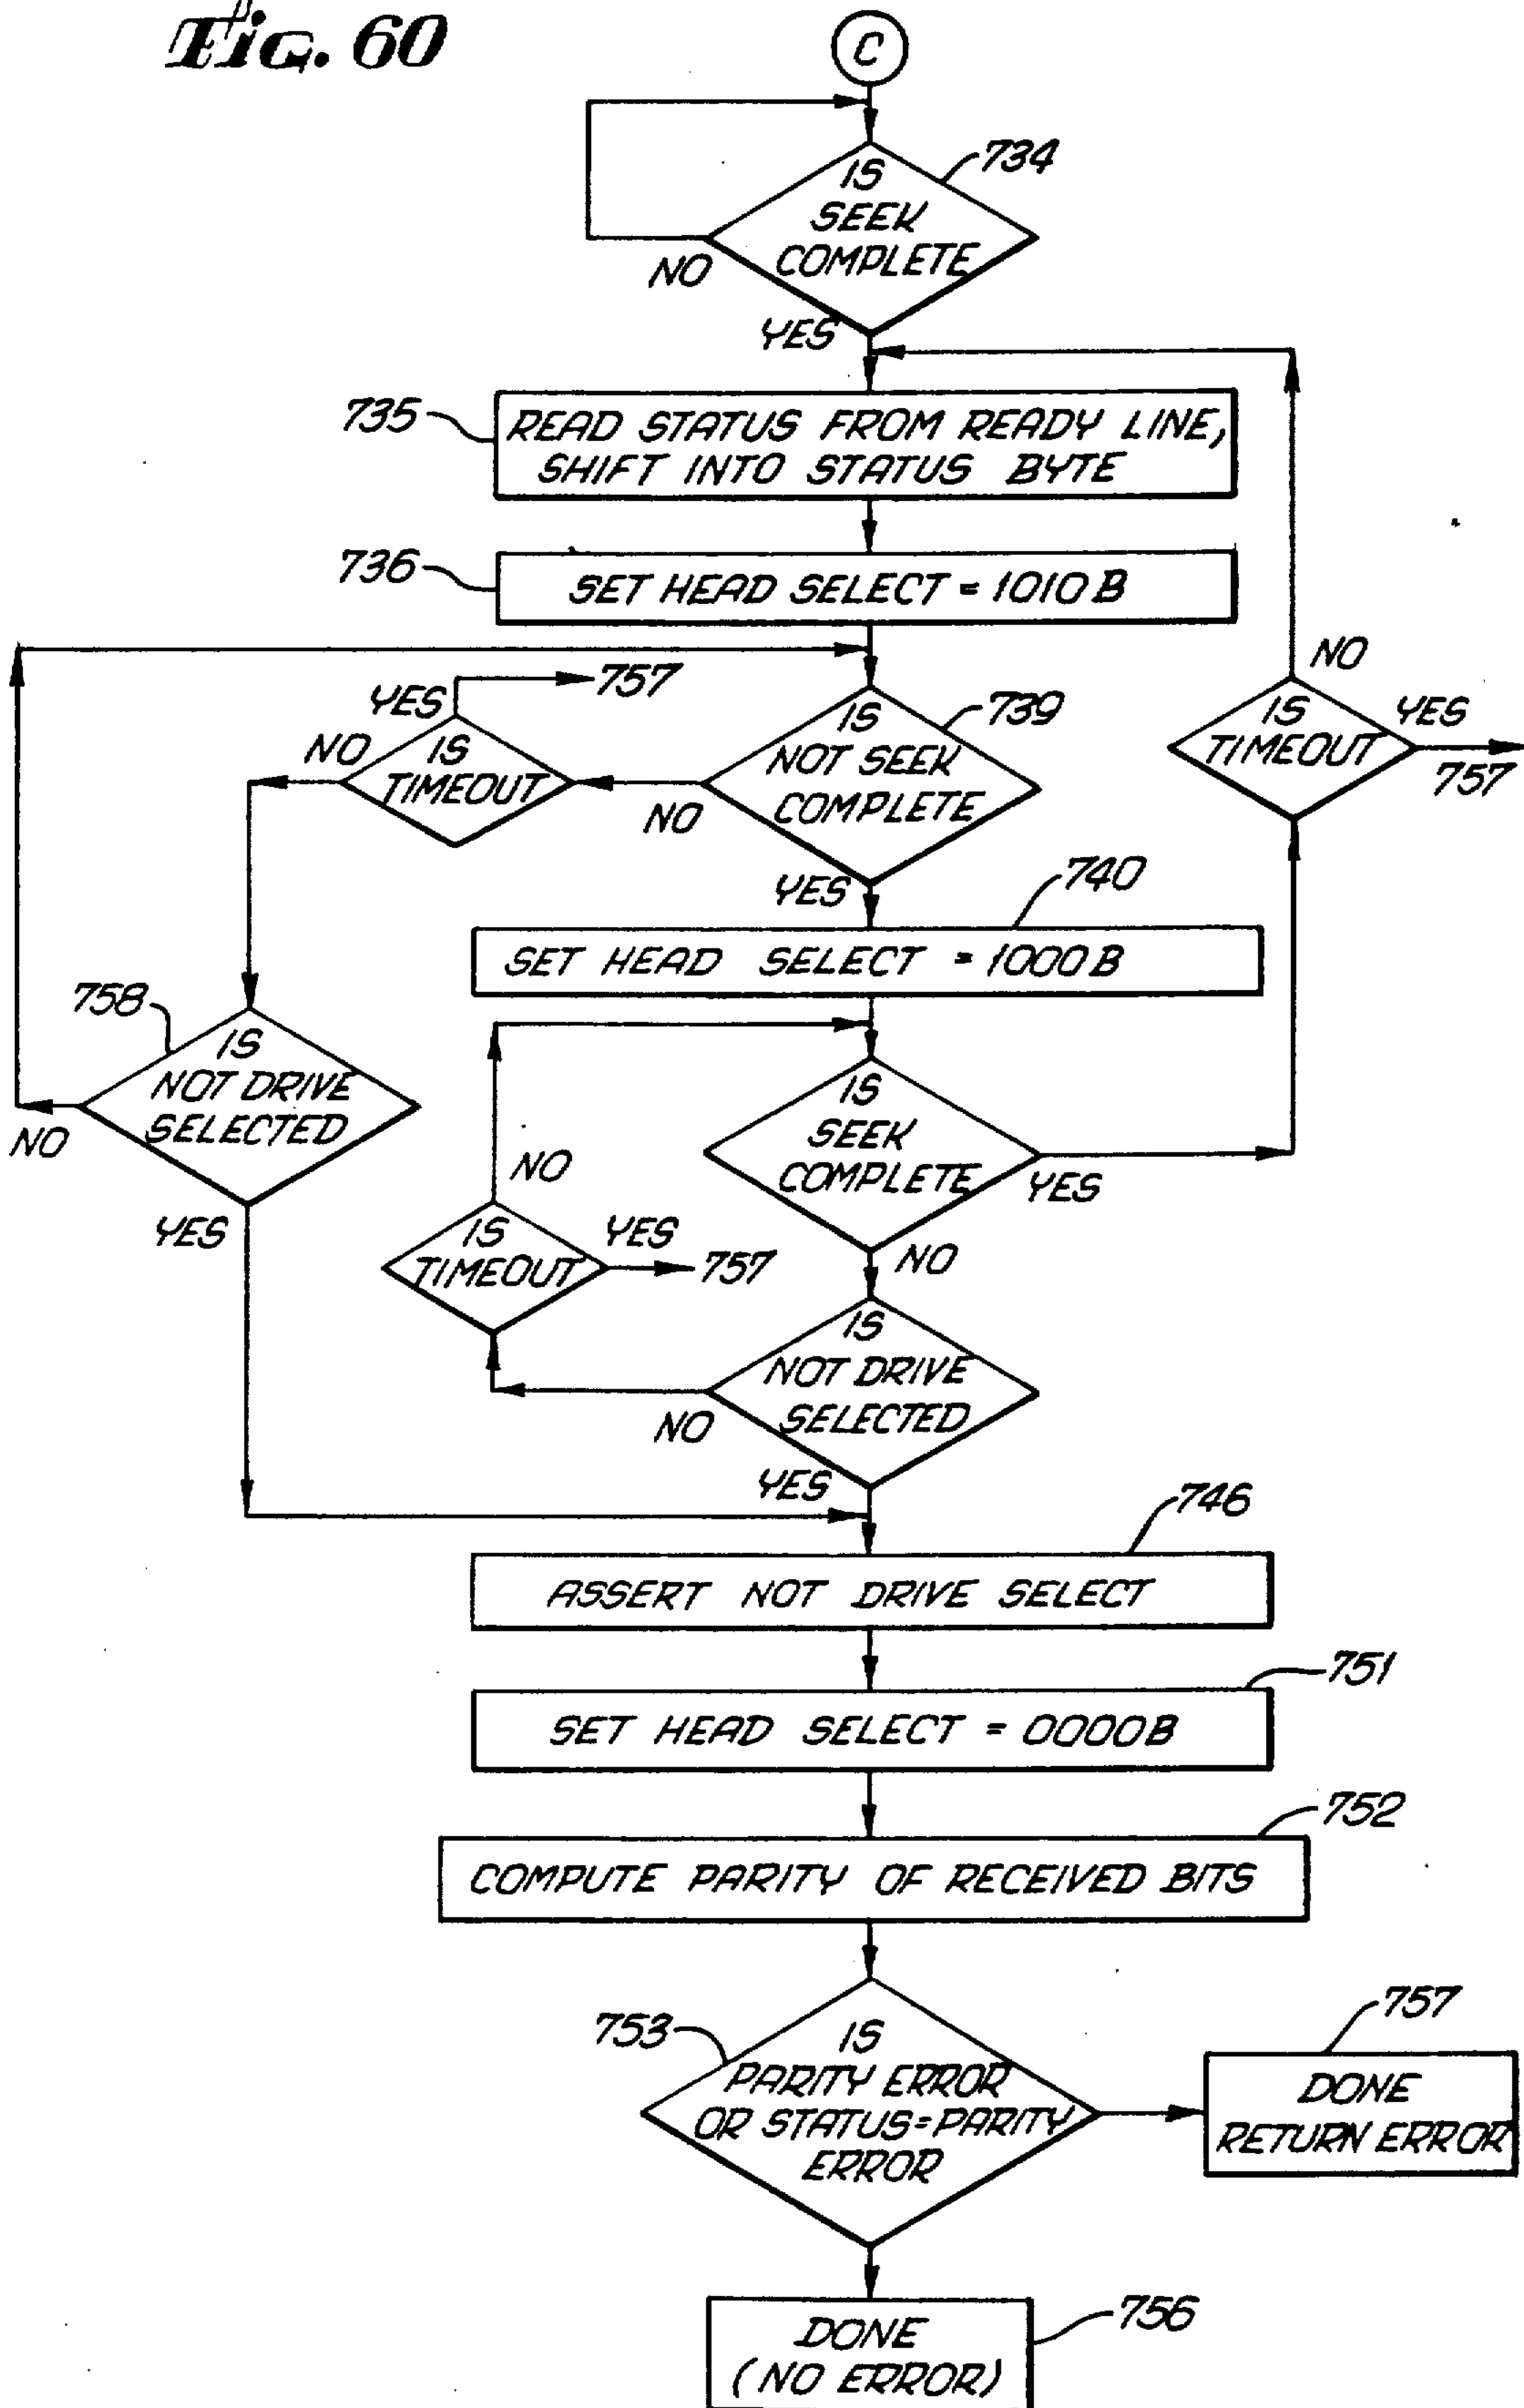 Fig. 60
C
IS
SEEK
COMPLETE
734
NO
YES
735
READ STATUS FROM READY LINE,
SHIFT INTO STATUS BYTE
736
SET HEAD SELECT = 1010 B
NO
IS
TIMEOUT
YES
757
YES
757
IS
TIMEOUT
NO
IS
NOT SEEK
COMPLETE
739
NO
YES
740
SET HEAD SELECT = 1000 B
758
IS
NOT DRIVE
SELECTED
NO
YES
IS
SEEK
COMPLETE
YES
NO
NO
IS
TIMEOUT
YES
757
IS
NOT DRIVE
SELECTED
NO
YES
746
ASSERT NOT DRIVE SELECT
751
SET HEAD SELECT = 0000 B
752
COMPUTE PARITY OF RECEIVED BITS
753
IS
PARITY ERROR
OR STATUS=PARITY
ERROR
757
DONE
RETURN ERROR
DONE
(NO ERROR)
756